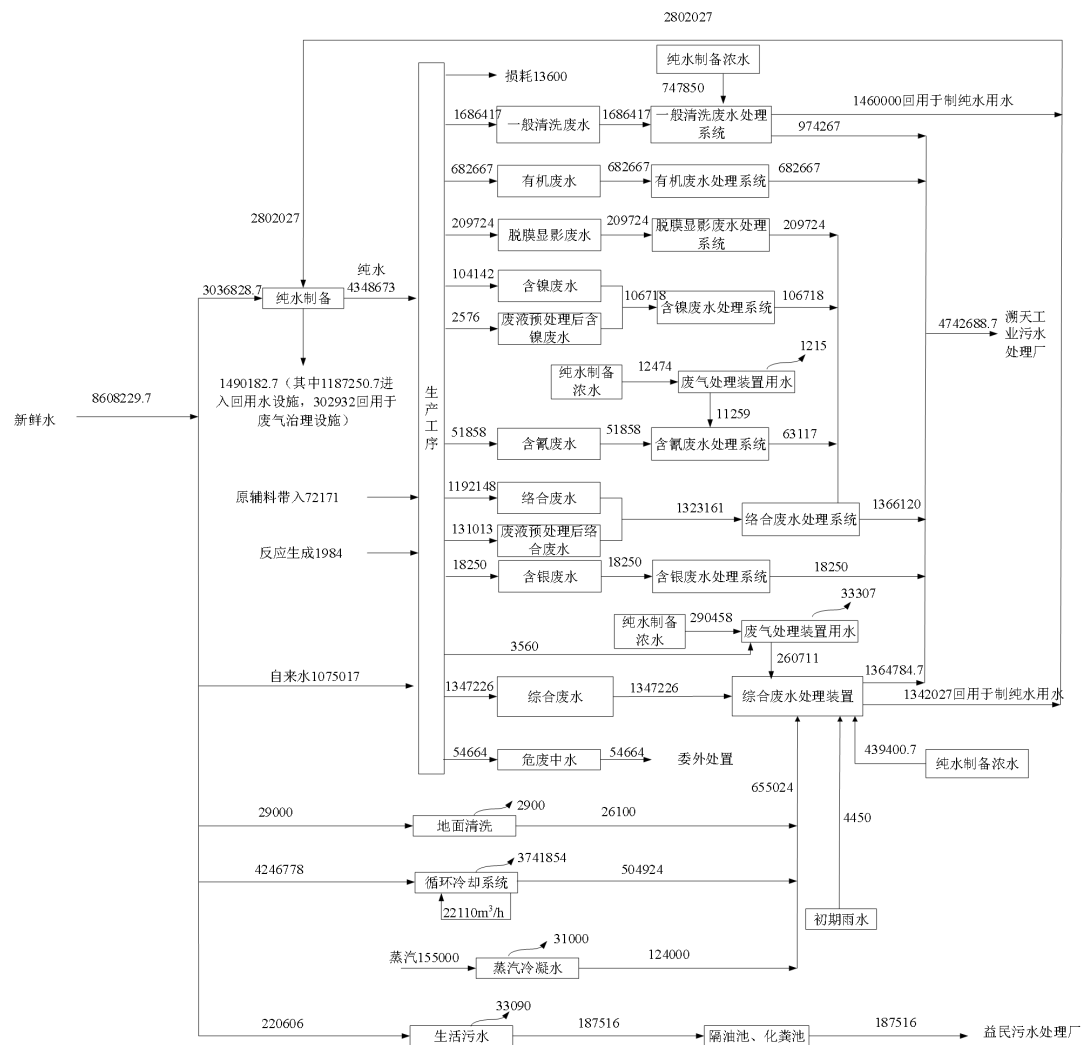 2802027
纯水制备浓水
747850
损耗13600
1460000回用于制纯水用水
1686417
一般清洗废水
1686417
一般清洗废水处理
系统
974267
682667
有机废水
682667
有机废水处理系统
682667
2802027
209724
脱膜显影废水
209724
脱膜显影废水处理
系统
209724
纯水
3036828.7
纯水制备
4348673
104142
含镍废水
106718
含镍废水处理系统
106718
2576
废液预处理后含
镍废水
4742688.7
溯天工
业污水
处理厂
1490182.7（其中1187250.7进
入回用水设施，302932回用于
废气治理设施）
纯水制备
浓水
12474
废气处理装置用水
1215
11259
新鲜水
8608229.7
生产工序
51858
含氰废水
51858
含氰废水处理系统
63117
原辅料带入72171
1192148
络合废水
1323161
络合废水处理系统
1366120
131013
废液预处理后络
合废水
反应生成1984
18250
含银废水
18250
含银废水处理系统
18250
纯水制备
浓水
290458
废气处理装置用水
33307
3560
260711
自来水1075017
1347226
综合废水
1347226
综合废水处理装置
1364784.7
1342027回用于制纯水用水
54664
危废中水
54664
委外处置
439400.7
纯水制备浓水
655024
4450
29000
地面清洗
2900
26100
4246778
循环冷却系统
3741854
504924
22110m³/h
初期雨水
蒸汽155000
蒸汽冷凝水
31000
124000
220606
生活污水
33090
187516
隔油池、化粪池
187516
益民污水处理厂